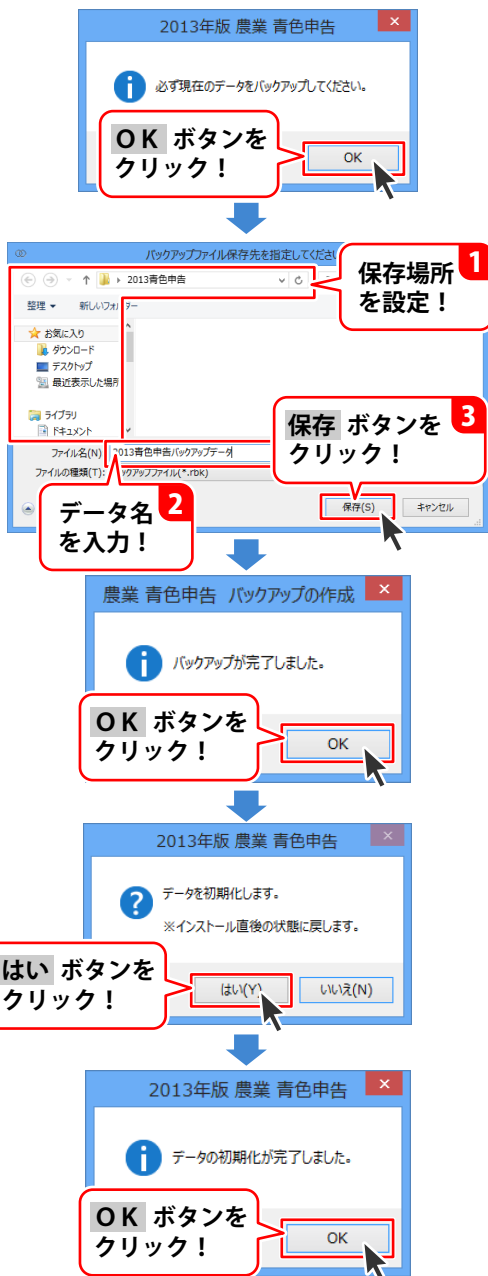 2013年版 農業 青色申告
必ず現在のデータをバックアップしてください。
OK ボタンを
クリック！
OK
バックアップファイル保存先を指定してください
1
保存場所
を設定！
2013青色申告
整理
新しいフォルダー
お気に入り
ダウンロード
デスクトップ
最近表示した場所
ライブラリ
ドキュメント
3
保存 ボタンを
クリック！
ファイル名(N)
2013青色申告バックアップデータ
ファイルの種類(T):
ックアップファイル(*.rbk)
2
データ名
を入力！
保存(S)
キャンセル
農業 青色申告 バックアップの作成
バックアップが完了しました。
OK ボタンを
クリック！
OK
2013年版 農業 青色申告
データを初期化します。
※インストール直後の状態に戻します。
はい ボタンを
クリック！
はい(Y)
いいえ(N)
2013年版 農業 青色申告
データの初期化が完了しました。
OK ボタンを
クリック！
OK